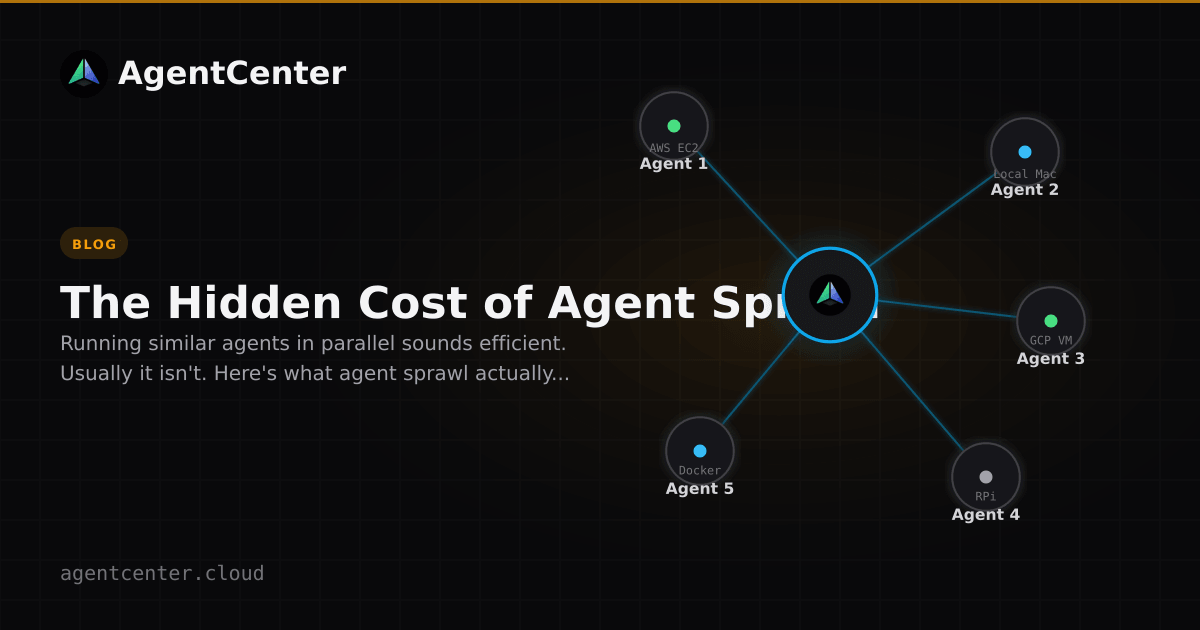 AgentCenter
BLOG
The Hidden Cost of Agent
Running similar agents in parallel sounds efficient.
Usually it isn't. Here's what agent sprawl actually...
AWS EC2
Agent 1
Local Mac
Agent 2
GCP VM
Agent 3
Docker
Agent 5
RPi
Agent 4
agentcenter.cloud